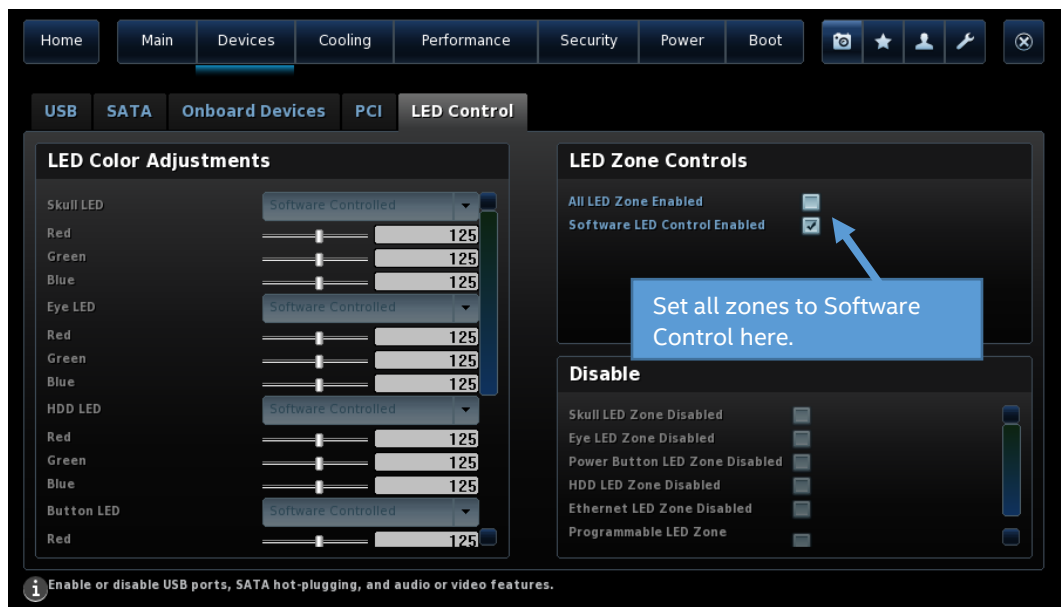 Home Main Devices Cooling Performance Security Power Boot
USB SATA Onboard Devices PCI LED Control
LED Color Adjustments
Skull LED Software Controlled
Red 125
Green 125
Blue 125
Eye LED Software Controlled
Red 125
Green 125
Blue 125
HDD LED Software Controlled
Red 125
Green 125
Blue 125
Button LED Software Controlled
Red 125
LED Zone Controls
All LED Zone Enabled
Software LED Control Enabled
Set all zones to Software
Control here.
Disable
Skull LED Zone Disabled
Eye LED Zone Disabled
Power Button LED Zone Disabled
HDD LED Zone Disabled
Ethernet LED Zone Disabled
Programmable LED Zone
Enable or disable USB ports, SATA hot-plugging, and audio or video features.